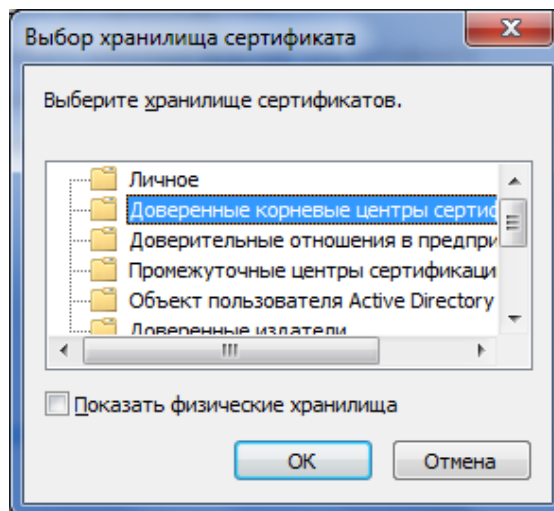 Выбор хранилища сертификата
Выберите хранилище сертификатов.
Личное
Доверенные корневые центры сертис
Доверительные отношения в предпри
Промежуточные центры сертификаци
Объект пользователя Active Directory
Доверенные издатели
Показать физические хранилища
ОК
Отмена